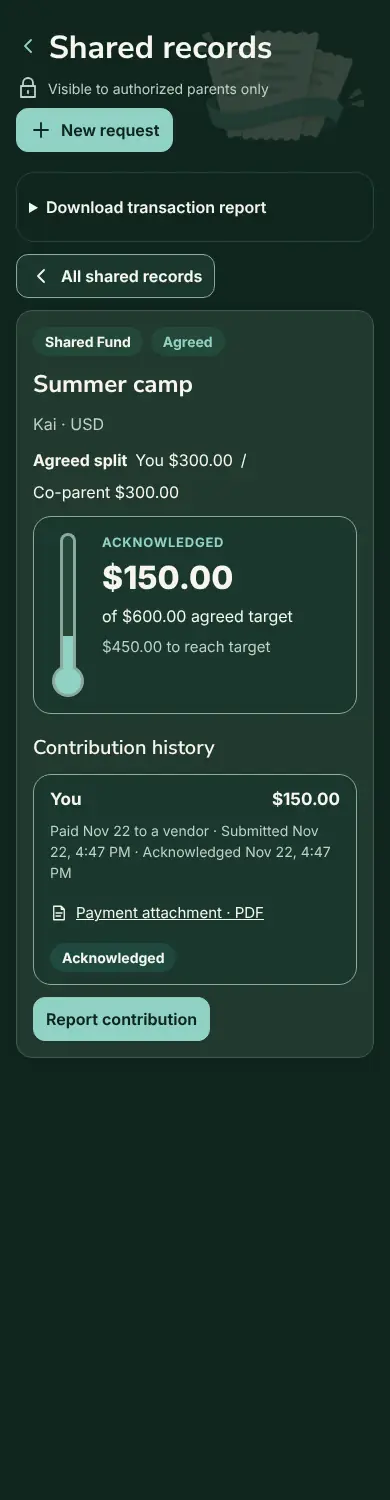 Shared records
Visible to authorized parents only
New request
Download transaction report
All shared records
Shared Fund
Agreed
Summer camp
Kai · USD
Agreed split You $300.00 /
Co-parent $300.00
ACKNOWLEDGED
$150.00
of $600.00 agreed target
$450.00 to reach target
Contribution history
You $150.00
Paid Nov 22 to a vendor · Submitted Nov
22, 4:47 PM · Acknowledged Nov 22, 4:47
PM
Payment attachment · PDF
Acknowledged
Report contribution